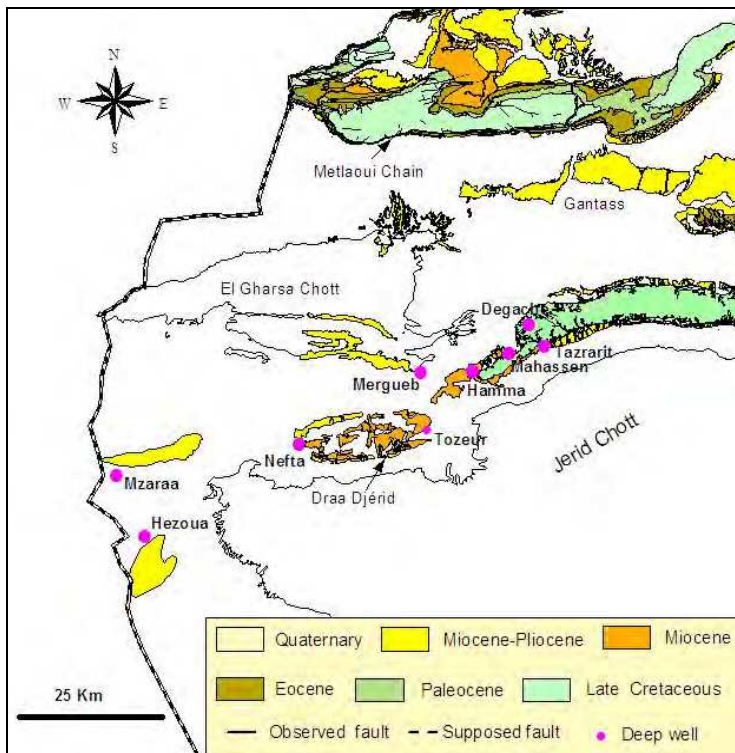 N
W E
S
Metlaoui Chain
Gantass
El Gharsa Chott
Degach
Tazrarit
Mahassen
Mergueb
Hamma
Tozeur
Jerid Chott
Nefta
Mzaraa
Draa Djérid
Hezoua
Quaternary Miocene-Pliocene Miocene
Eocene Paleocene Late Cretaceous
25 Km
Observed fault Supposed fault Deep well